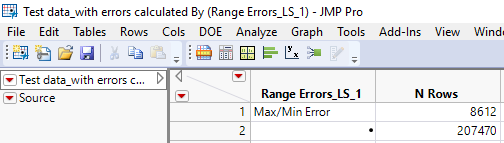 Test data_with errors calculated By (Range Errors_LS_1) - JMP Pro
File Edit Tables Rows Cols DOE Analyze Graph Tools Add-Ins View Windo
Test data_with errors c...
Source
Range Errors_LS_1 N Rows
1 Max/Min Error 8612
2 • 207470